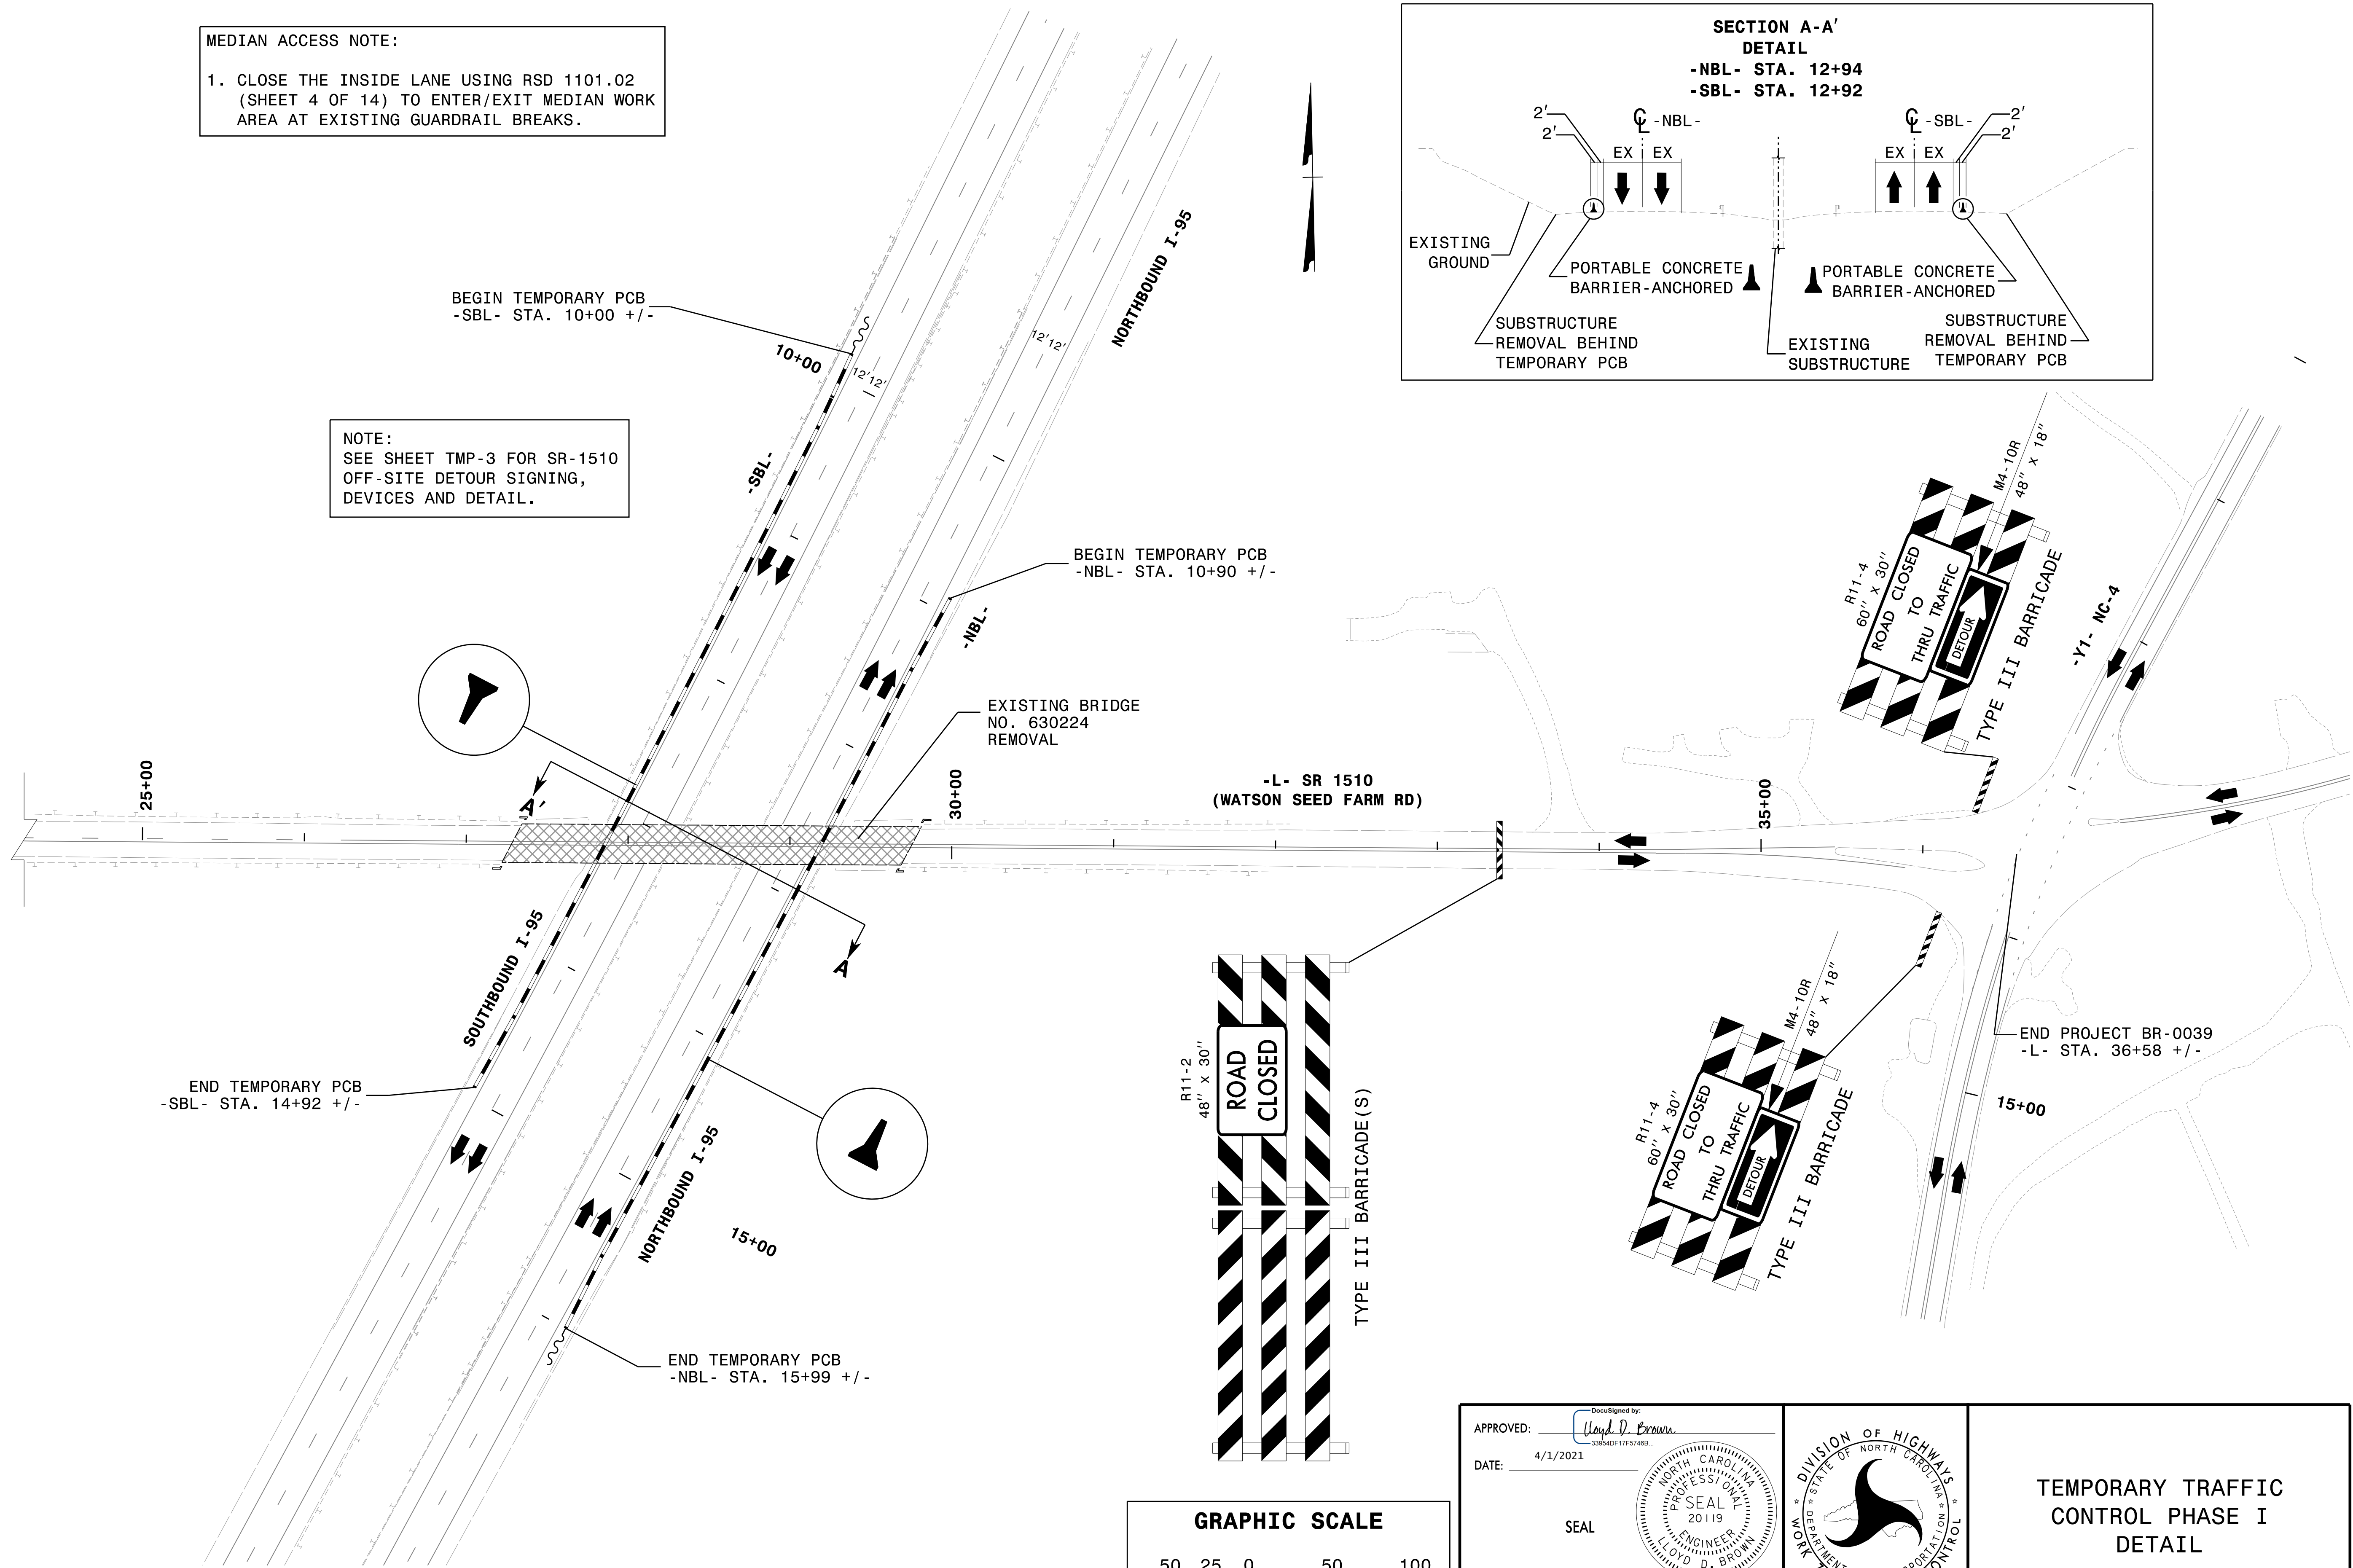 MEDIAN ACCESS NOTE:
1. CLOSE THE INSIDE LANE USING RSD 1101.02
(SHEET 4 OF 14) TO ENTER/EXIT MEDIAN WORK
AREA AT EXISTING GUARDRAIL BREAKS.
SECTION A-A'
DETAIL
-NBL- STA. 12+94
-SBL- STA. 12+92
2'
2'
CL -NBL-
CL -SBL-
2'
2'
EX EX
EX EX
EXISTING
GROUND
PORTABLE CONCRETE
BARRIER-ANCHORED
PORTABLE CONCRETE
BARRIER-ANCHORED
SUBSTRUCTURE
REMOVAL BEHIND
TEMPORARY PCB
EXISTING
SUBSTRUCTURE
SUBSTRUCTURE
REMOVAL BEHIND
TEMPORARY PCB
BEGIN TEMPORARY PCB
-SBL- STA. 10+00 +/-
10+00
12'12'
12'12'
NORTHBOUND I-95
NOTE:
SEE SHEET TMP-3 FOR SR-1510
OFF-SITE DETOUR SIGNING,
DEVICES AND DETAIL.
-SBL-
BEGIN TEMPORARY PCB
-NBL- STA. 10+90 +/-
-NBL-
EXISTING BRIDGE
NO. 630224
REMOVAL
M4-10R
48" x 18"
R11-4
60" x 30"
ROAD CLOSED
TO
THRU TRAFFIC
DETOUR
TYPE III BARRICADE
-Y1- NC-4
25+00
A'
30+00
-L- SR 1510
(WATSON SEED FARM RD)
35+00
A
SOUTHBOUND I-95
END TEMPORARY PCB
-SBL- STA. 14+92 +/-
NORTHBOUND I-95
15+00
END TEMPORARY PCB
-NBL- STA. 15+99 +/-
R11-2
48" x 30"
ROAD
CLOSED
TYPE III BARRICADE(S)
M4-10R
48" x 18"
R11-4
60" x 30"
ROAD CLOSED
TO
THRU TRAFFIC
DETOUR
TYPE III BARRICADE
END PROJECT BR-0039
-L- STA. 36+58 +/-
15+00
GRAPHIC SCALE
50 25 0 50 100
APPROVED:
DocuSigned by:
Lloyd D. Brown
33954DF17F5746B...
DATE: 4/1/2021
SEAL
NORTH CAROLINA
PROFESSIONAL
SEAL
20119
ENGINEER
LLOYD D. BROWN
DIVISION OF HIGHWAYS
STATE OF NORTH CAROLINA
WORK
TEMPORARY TRAFFIC
CONTROL PHASE I
DETAIL